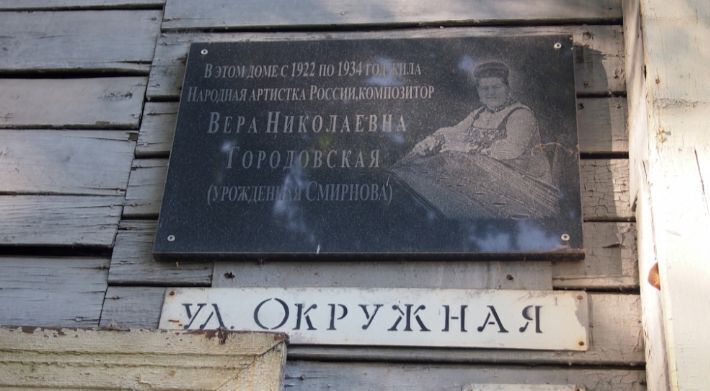 В ЭТОМ ДОМЕ С 1922 ПО 1934 ГОД ЖИЛА
НАРОДНАЯ АРТИСТКА РОССИИ, КОМПОЗИТОР
ВЕРА НИКОЛАЕВНА
ГОРОДОВСКАЯ
(УРОЖДЕННАЯ СМИРНОВА)
УЛ. ОКРУЖНАЯ